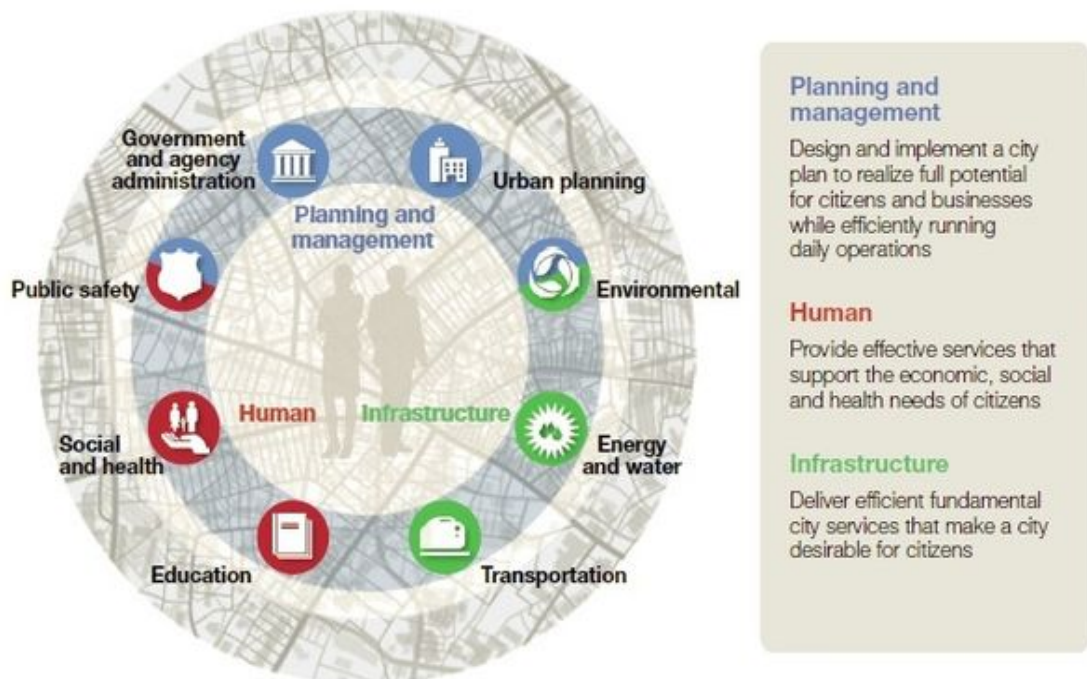 Government
and agency
administration
Urban planning
Planning and
management
Public safety
Environmental
Human
Infrastructure
Social
and health
Energy
and water
Education
Transportation
Planning and
management
Design and implement a city
plan to realize full potential
for citizens and businesses
while efficiently running
daily operations
Human
Provide effective services that
support the economic, social
and health needs of citizens
Infrastructure
Deliver efficient fundamental
city services that make a city
desirable for citizens